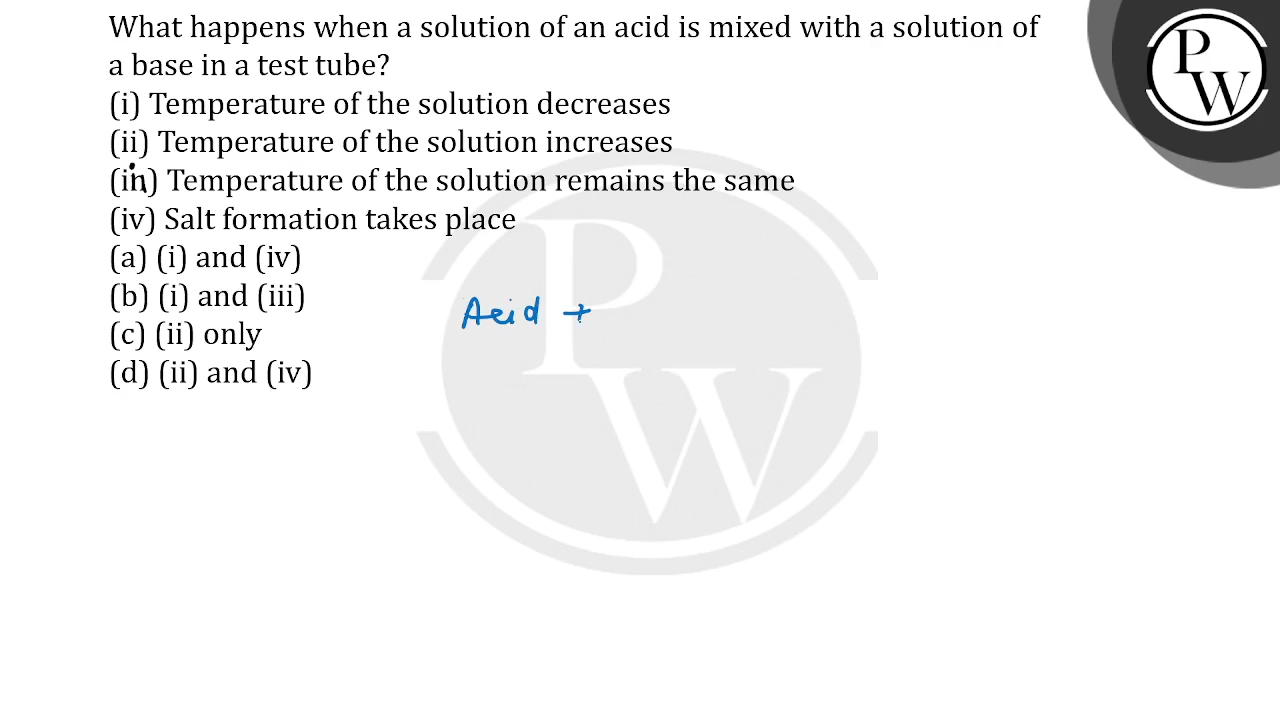 What happens when a solution of an acid is mixed with a solution of
a base in a test tube?
(i) Temperature of the solution decreases
(ii) Temperature of the solution increases
(iii) Temperature of the solution remains the same
(iv) Salt formation takes place
(a) (i) and (iv)
(b) (i) and (iii)
(c) (ii) only
(d) (ii) and (iv)
Acid +
PW
PW